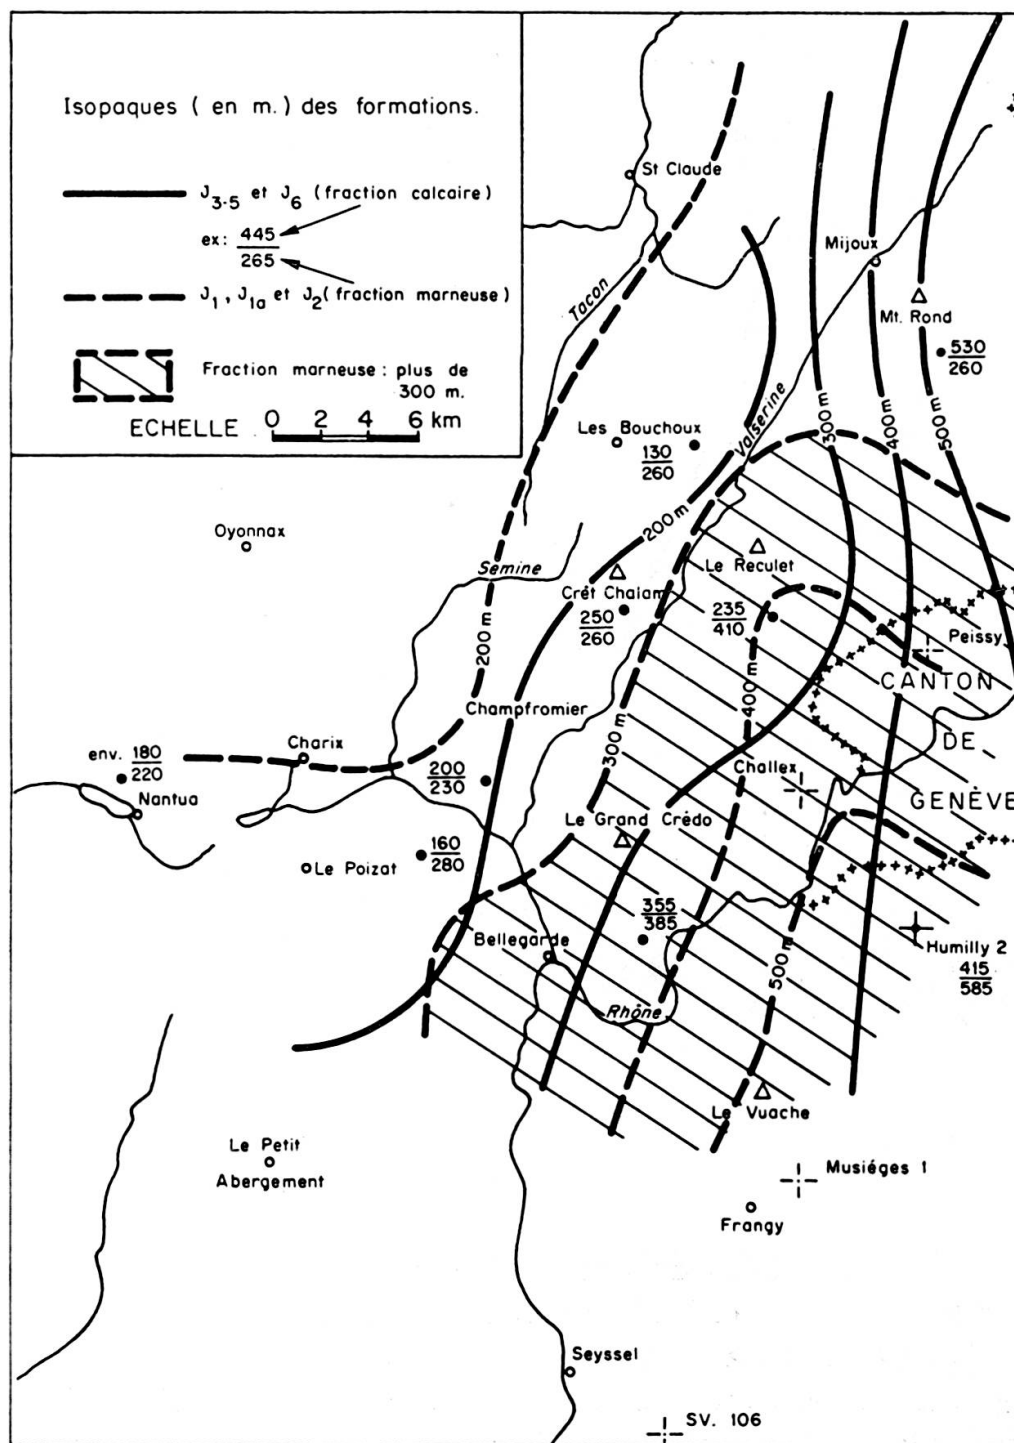 Isopaques ( en m.) des formations.
J3-5 et J6 (fraction calcaire)
ex: 445
265
J1, J1a et J2 (fraction marneuse)
Fraction marneuse : plus de
300 m.
ECHELLE 0 2 4 6 km
St Claude
Mijoux
Tacon
Mt. Rond
530
260
Valserine
300 m
400 m
500 m
Les Bouchoux
130
260
200 m
Oyonnax
Semine
Le Reculet
Crêt Chalam
250
260
235
410
Peissy
200 m
CANTON
400 m
Champfromier
300 m
DE
env. 180
220
Charix
200
230
Challex
Nantua
GENÈVE
Le Grand Crédo
160
280
Le Poizat
355
385
Bellegarde
500 m
Humilly 2
415
585
Rhône
Le Vuache
Le Petit
Abergement
Musiéges 1
Frangy
Seyssel
SV. 106